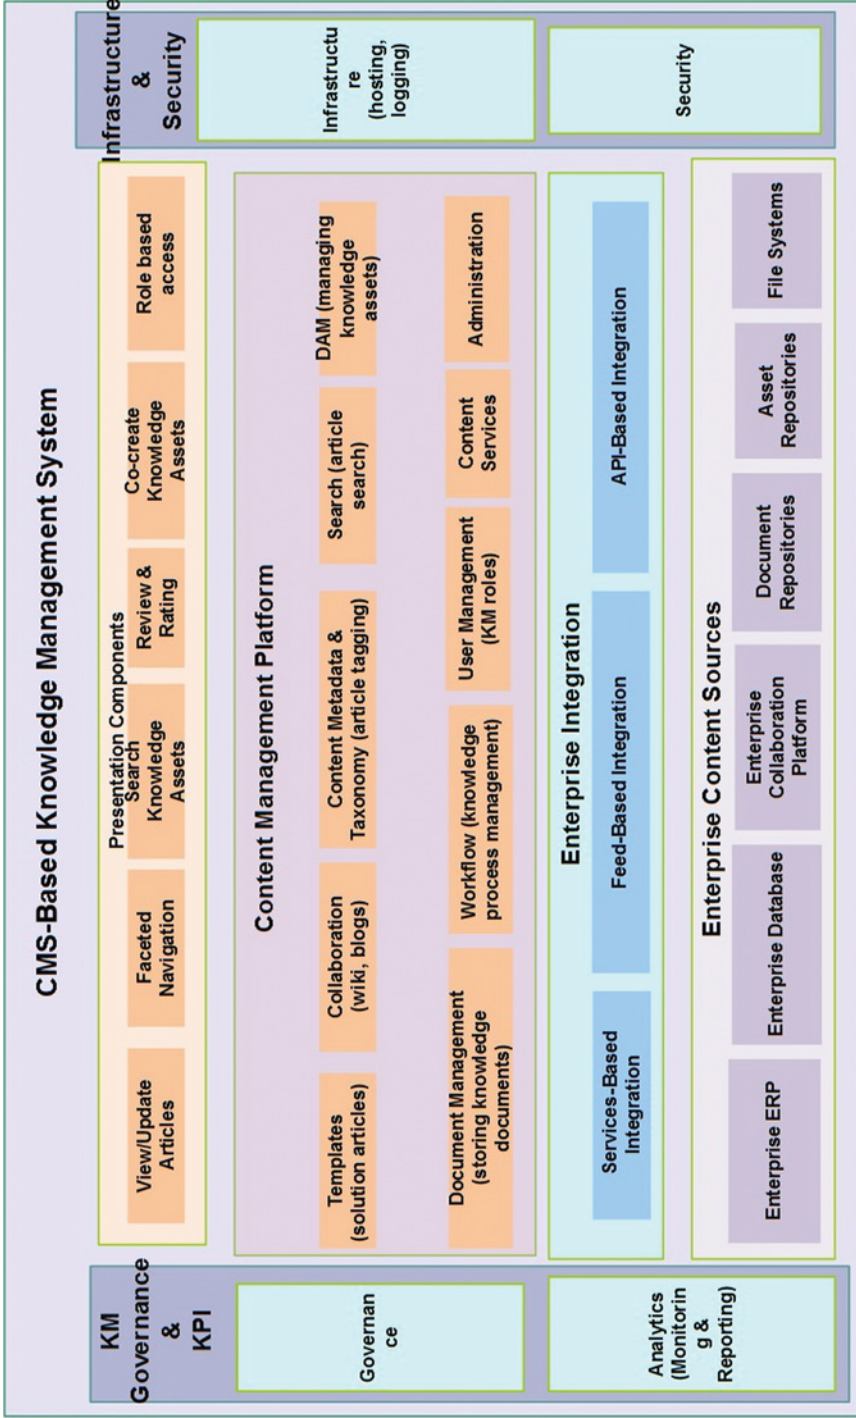 CMS-Based Knowledge Management System
KM
Governance
&
KPI
Governan
ce
Analytics
(Monitorin
g &
Reporting)
Presentation Components
View/Update
Articles
Faceted
Navigation
Search
Knowledge
Assets
Review &
Rating
Co-create
Knowledge
Assets
Role based
access
Content Management Platform
Templates
(solution articles)
Collaboration
(wiki, blogs)
Content Metadata &
Taxonomy (article tagging)
Search (article
search)
DAM (managing
knowledge
assets)
Document Management
(storing knowledge
documents)
Workflow (knowledge
process management)
User Management
(KM roles)
Content
Services
Administration
Enterprise Integration
Services-Based
Integration
Feed-Based Integration
API-Based Integration
Enterprise Content Sources
Enterprise ERP
Enterprise Database
Enterprise
Collaboration
Platform
Document
Repositories
Asset
Repositories
File Systems
Infrastructure
&
Security
Infrastructu
re
(hosting,
logging)
Security